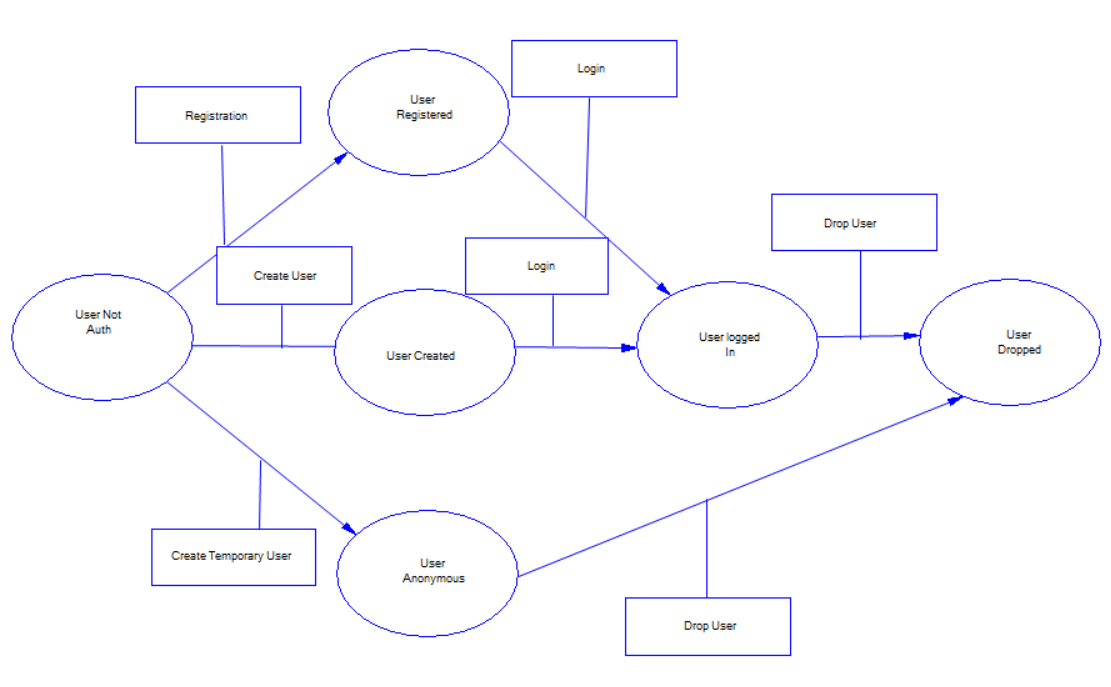 Login
User
Registered
Registration
Drop User
Login
Create User
User Not
Auth
User logged
In
User
Dropped
User Created
Create Temporary User
User
Anonymous
Drop User